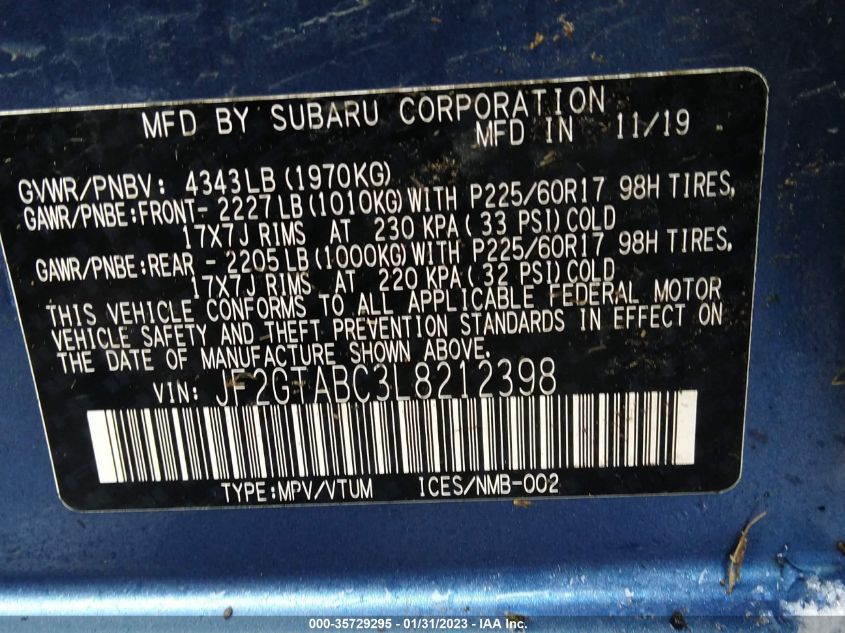 MFD BY SUBARU CORPORATION
MFD IN 11/19
GVWR/PNBV: 4343LB (1970KG)
GAWR/PNBE:FRONT- 2227LB (1010KG)WITH P225/60R17 98H TIRES,
17X7J RIMS AT 230 KPA( 33 PSI)COLD
GAWR/PNBE:REAR - 2205LB (1000KG)WITH P225/60R17 98H TIRES,
17X7J RIMS AT 220 KPA( 32 PSI)COLD
THIS VEHICLE CONFORMS TO ALL APPLICABLE FEDERAL MOTOR
VEHICLE SAFETY AND THEFT PREVENTION STANDARDS IN EFFECT ON
THE DATE OF MANUFACTURE SHOWN ABOVE.
VIN: JF2GTABC3L8212398
TYPE:MPV/VTUM ICES/NMB-002
000-35729295 - 01/31/2023 - IAA Inc.